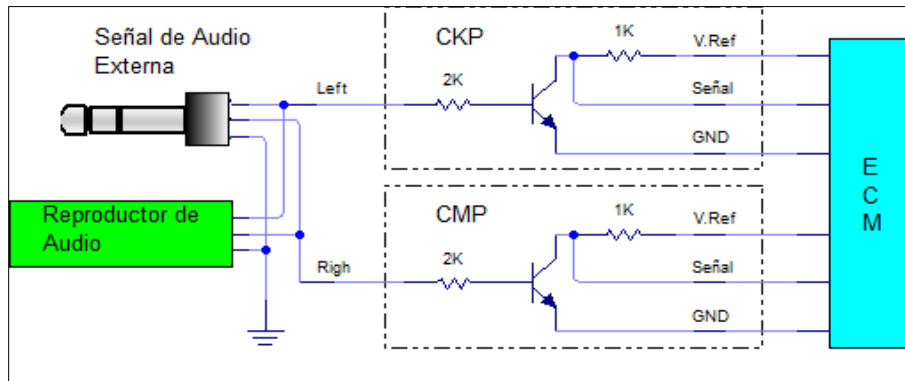 Señal de Audio
Externa
Left
CKP
2K
1K
V.Ref
Señal
GND
Reproductor de
Audio
Righ
CMP
2K
1K
V.Ref
Señal
GND
E
C
M